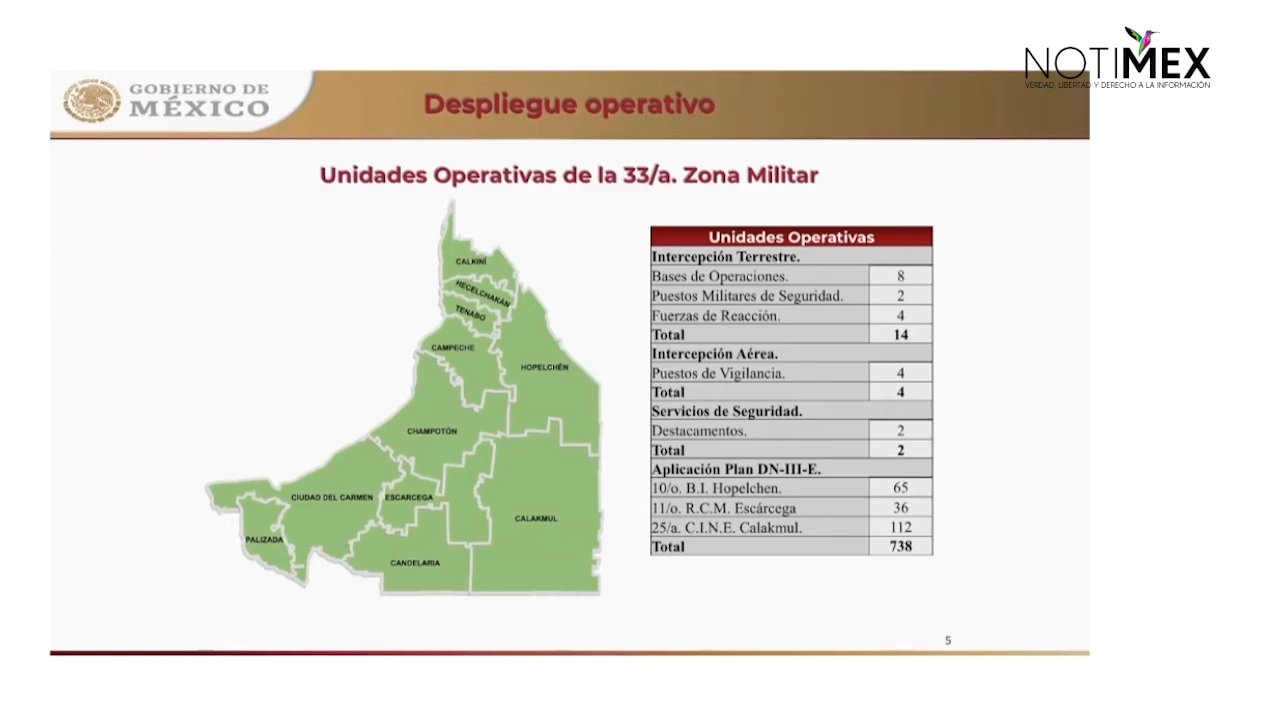 NOTIMEX
VERDAD, LIBERTAD Y DERECHO A LA INFORMACIÓN
GOBIERNO DE
MÉXICO
Despliegue operativo
Unidades Operativas de la 33/a. Zona Militar
CALKINÍ
HECELCHAKÁN
TENABO
CAMPECHE
HOPELCHÉN
CHAMPOTÓN
CIUDAD DEL CARMEN
ESCARCEGA
CALAKMUL
PALIZADA
CANDELARIA
Unidades Operativas
Intercepción Terrestre.
Bases de Operaciones. 8
Puestos Militares de Seguridad. 2
Fuerzas de Reacción. 4
Total 14
Intercepción Aérea.
Puestos de Vigilancia. 4
Total 4
Servicios de Seguridad.
Destacamentos. 2
Total 2
Aplicación Plan DN-III-E.
10/o. B.I. Hopelchen. 65
11/o. R.C.M. Escárcega 36
25/a. C.I.N.E. Calakmul. 112
Total 738
5